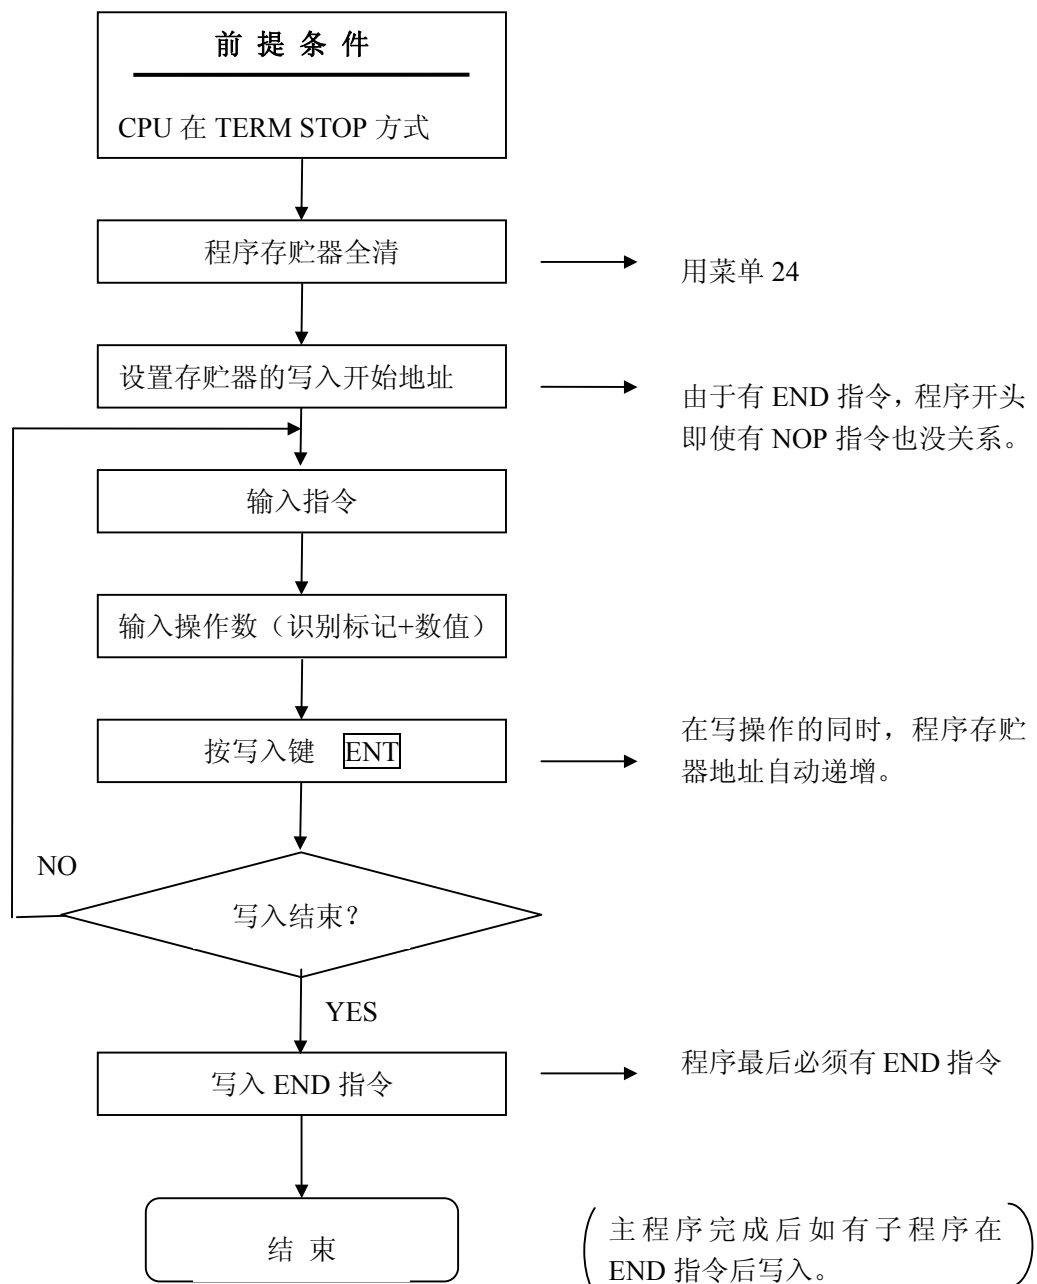 前 提 条 件
CPU 在 TERM STOP 方式
程序存贮器全清
用菜单 24
设置存贮器的写入开始地址
由于有 END 指令，程序开头
即使有 NOP 指令也没关系。
输入指令
输入操作数（识别标记+数值）
按写入键 ENT
在写操作的同时，程序存贮
器地址自动递增。
NO
写入结束？
YES
写入 END 指令
程序最后必须有 END 指令
结 束
主程序完成后如有子程序在
END 指令后写入。